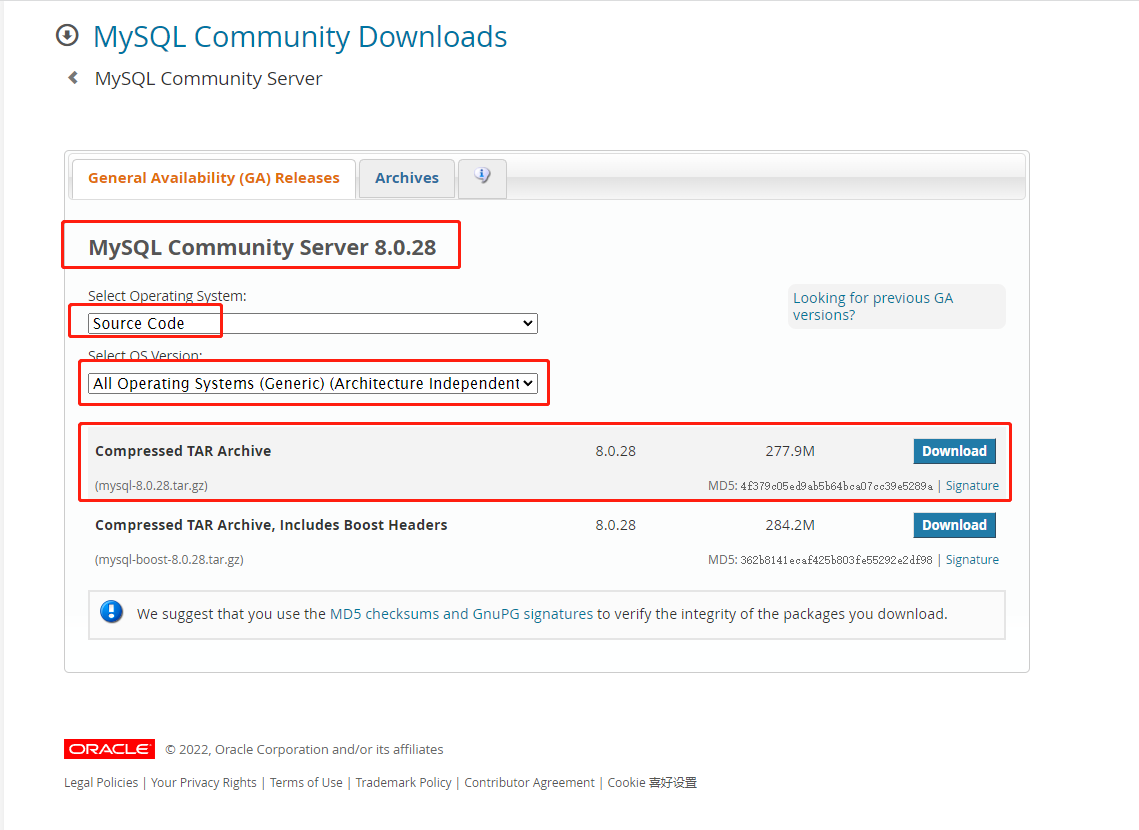 MySQL Community Downloads
MySQL Community Server
General Availability (GA) Releases
Archives
MySQL Community Server 8.0.28
Select Operating System:
Looking for previous GA versions?
Source Code
Select OS Version:
All Operating Systems (Generic) (Architecture Independent
Compressed TAR Archive 8.0.28 277.9M Download
(mysql-8.0.28.tar.gz) MD5: 4f379c05ed9ab5b64bca07cc39e5289a | Signature
Compressed TAR Archive, Includes Boost Headers 8.0.28 284.2M Download
(mysql-boost-8.0.28.tar.gz) MD5: 362b8141ecaf425b803fe55292e2df98 | Signature
We suggest that you use the MD5 checksums and GnuPG signatures to verify the integrity of the packages you download.
ORACLE © 2022, Oracle Corporation and/or its affiliates
Legal Policies | Your Privacy Rights | Terms of Use | Trademark Policy | Contributor Agreement | Cookie 喜好设置